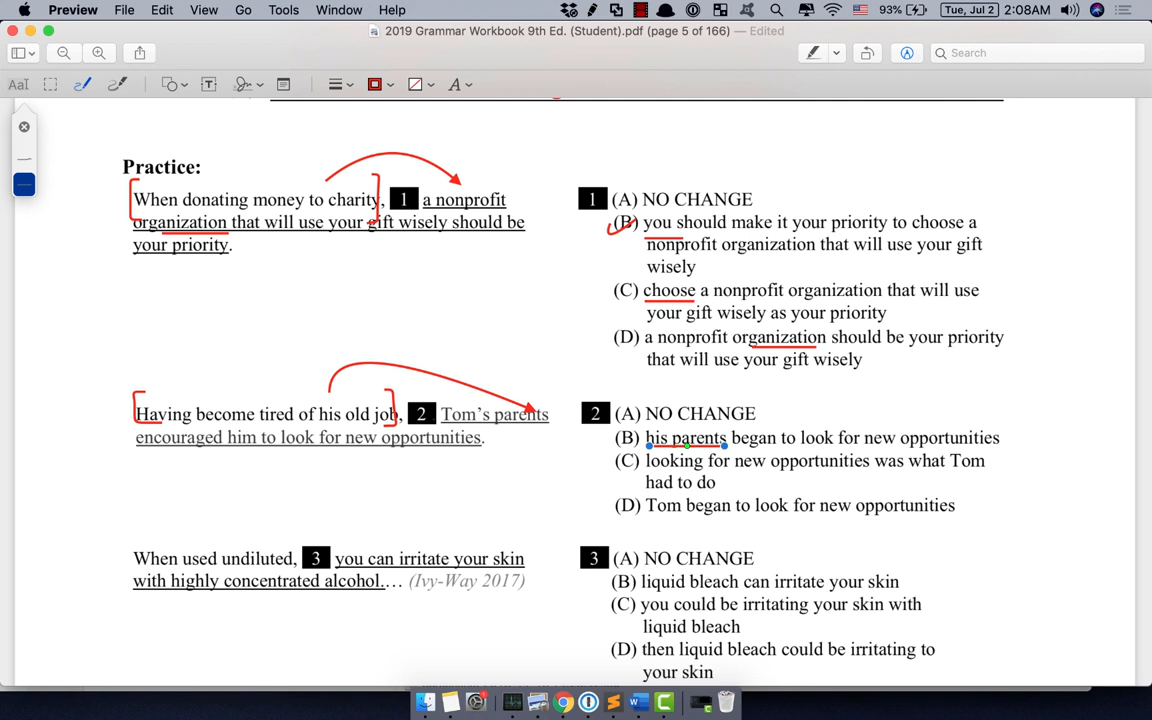 Preview File Edit View Go Tools Window Help 93% Tue, Jul 2 2:08AM
2019 Grammar Workbook 9th Ed. (Student).pdf (page 5 of 166) — Edited
Search
AaI A
Practice:
When donating money to charity, 1 a nonprofit
organization that will use your gift wisely should be
your priority.
1 (A) NO CHANGE
(B) you should make it your priority to choose a
nonprofit organization that will use your gift
wisely
(C) choose a nonprofit organization that will use
your gift wisely as your priority
(D) a nonprofit organization should be your priority
that will use your gift wisely
Having become tired of his old job, 2 Tom's parents
encouraged him to look for new opportunities.
2 (A) NO CHANGE
(B) his parents began to look for new opportunities
(C) looking for new opportunities was what Tom
had to do
(D) Tom began to look for new opportunities
When used undiluted, 3 you can irritate your skin
with highly concentrated alcohol.… (Ivy-Way 2017)
3 (A) NO CHANGE
(B) liquid bleach can irritate your skin
(C) you could be irritating your skin with
liquid bleach
(D) then liquid bleach could be irritating to
your skin